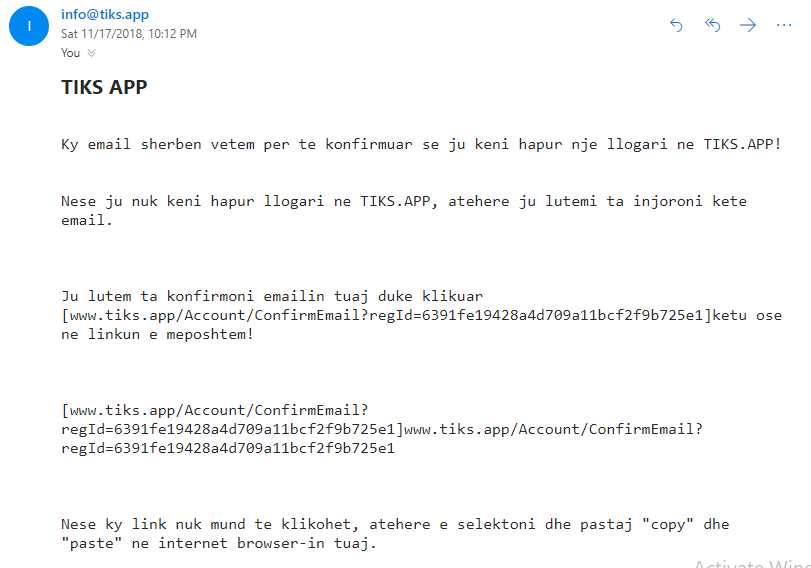 I
info@tiks.app
Sat 11/17/2018, 10:12 PM
You
TIKS APP
Ky email sherben vetem per te konfirmuar se ju keni hapur nje llogari ne TIKS.APP!
Nese ju nuk keni hapur llogari ne TIKS.APP, atehere ju lutemi ta injoroni kete
email.
Ju lutem ta konfirmoni emailin tuaj duke klikuar
[www.tiks.app/Account/ConfirmEmail?regId=6391fe19428a4d709a11bcf2f9b725e1]ketu ose
ne linkun e meposhtem!
[www.tiks.app/Account/ConfirmEmail?
regId=6391fe19428a4d709a11bcf2f9b725e1]www.tiks.app/Account/ConfirmEmail?
regId=6391fe19428a4d709a11bcf2f9b725e1
Nese ky link nuk mund te klikohet, atehere e selektoni dhe pastaj "copy" dhe
"paste" ne internet browser-in tuaj.
Activate